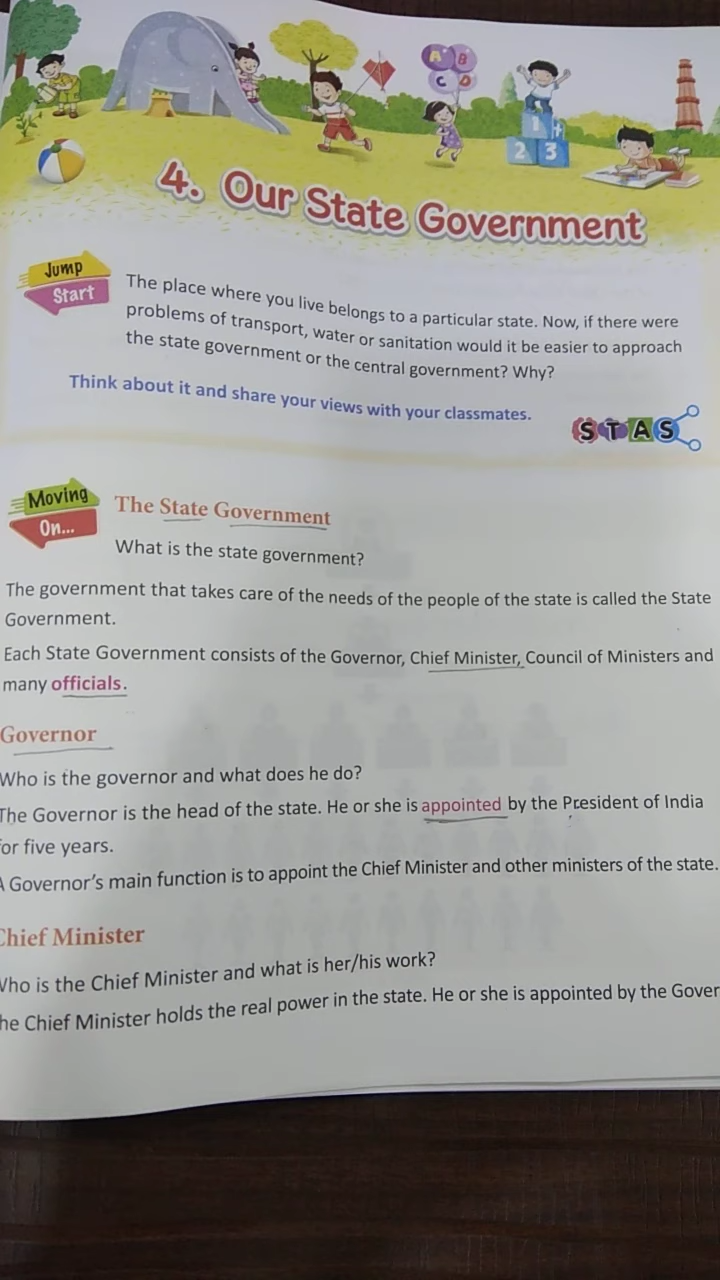 A B
C D
1
2 3
4. Our State Government
Jump
Start
The place where you live belongs to a particular state. Now, if there were
problems of transport, water or sanitation would it be easier to approach
the state government or the central government? Why?
Think about it and share your views with your classmates.
STAS
Moving
On...
The State Government
What is the state government?
The government that takes care of the needs of the people of the state is called the State
Government.
Each State Government consists of the Governor, Chief Minister, Council of Ministers and
many officials.
Governor
Who is the governor and what does he do?
The Governor is the head of the state. He or she is appointed by the President of India
for five years.
A Governor's main function is to appoint the Chief Minister and other ministers of the state.
Chief Minister
Who is the Chief Minister and what is her/his work?
he Chief Minister holds the real power in the state. He or she is appointed by the Gover